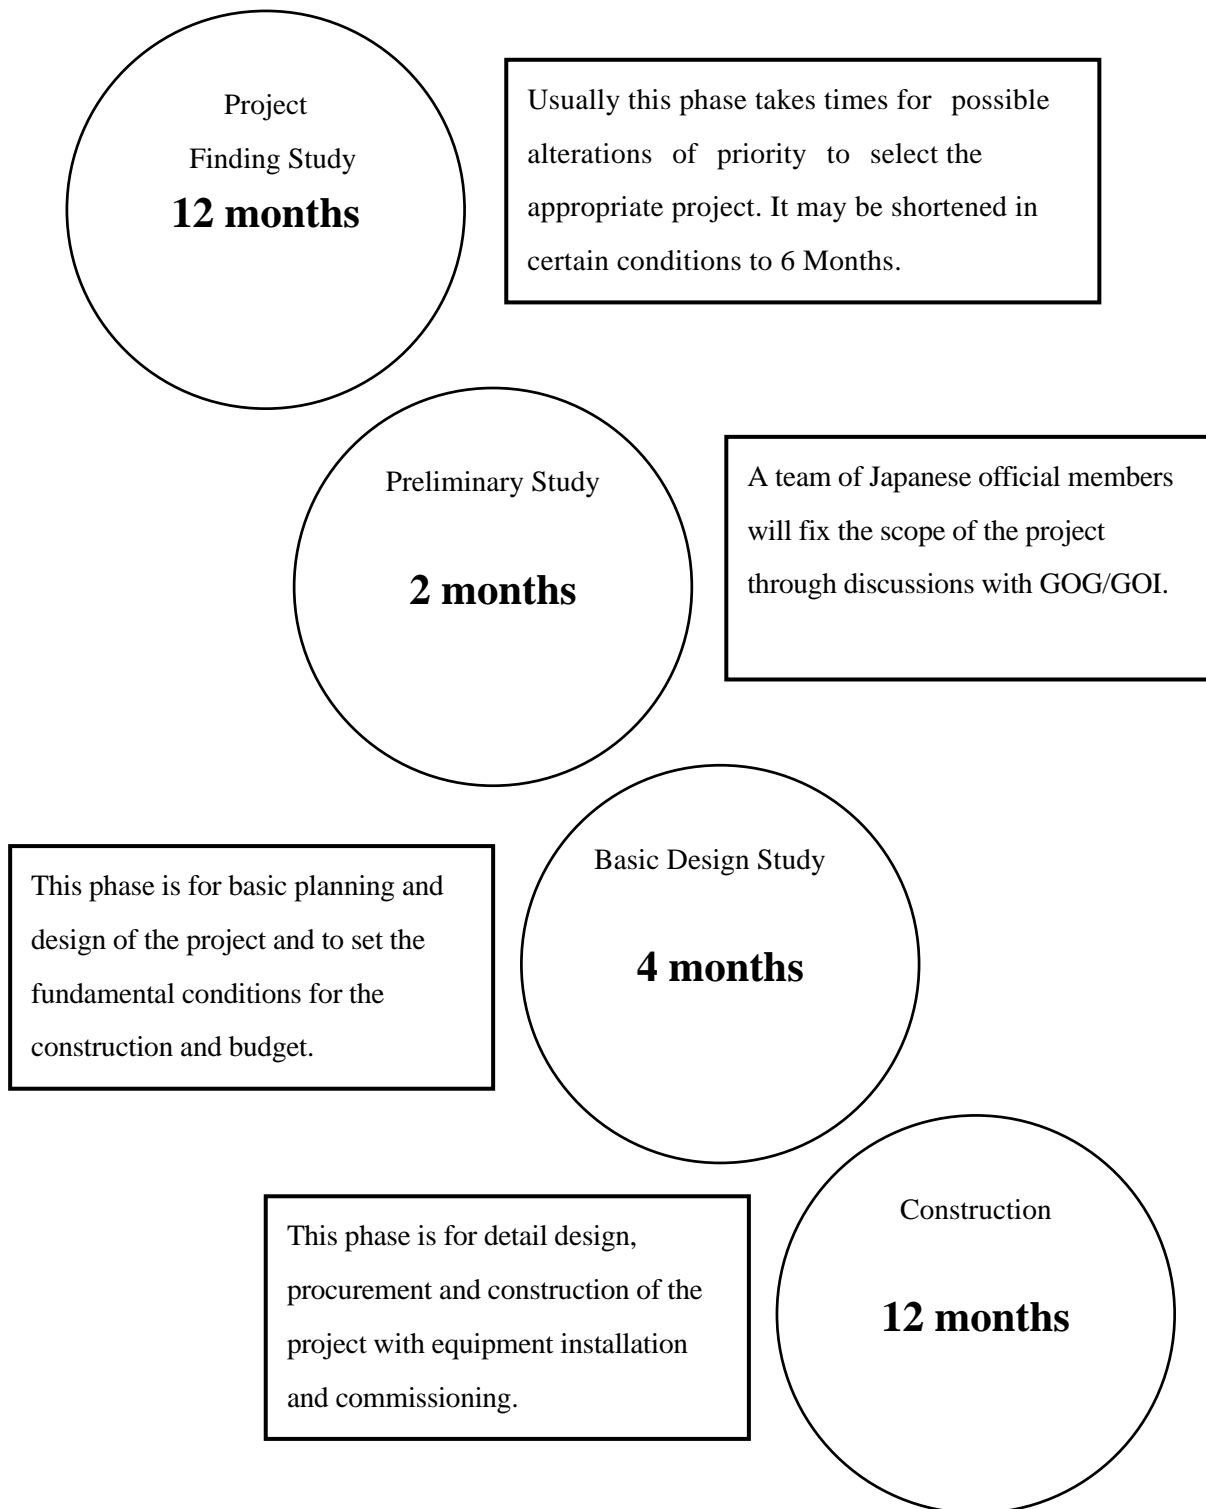 Project
Finding Study
12 months
Usually this phase takes times for possible
alterations of priority to select the
appropriate project. It may be shortened in
certain conditions to 6 Months.
Preliminary Study
2 months
A team of Japanese official members
will fix the scope of the project
through discussions with GOG/GOI.
Basic Design Study
4 months
This phase is for basic planning and
design of the project and to set the
fundamental conditions for the
construction and budget.
Construction
12 months
This phase is for detail design,
procurement and construction of the
project with equipment installation
and commissioning.